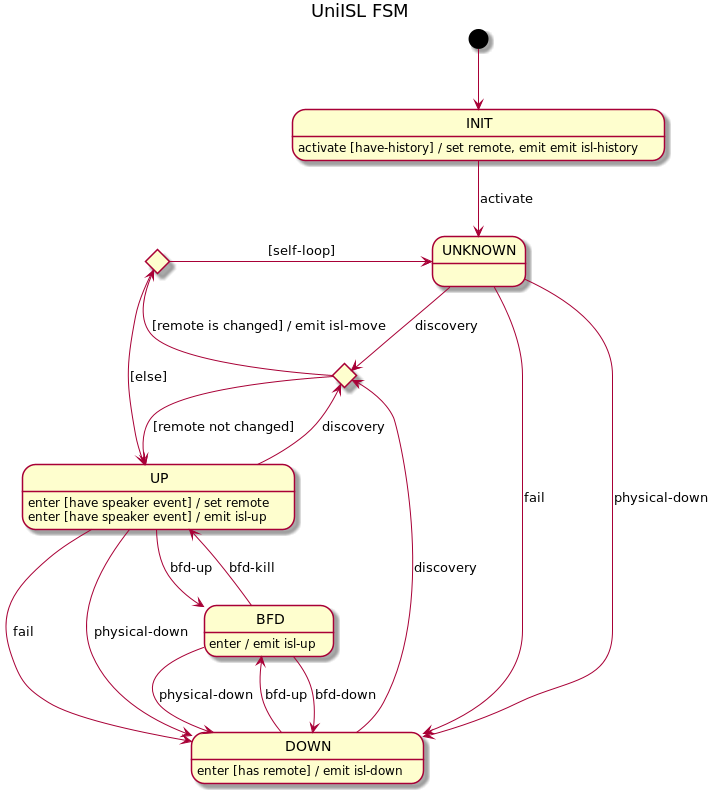 UniISL FSM
INIT
activate [have-history] / set remote, emit emit isl-history
activate
[self-loop]
UNKNOWN
[remote is changed] / emit isl-move
discovery
[else]
[remote not changed]
discovery
UP
enter [have speaker event] / set remote
enter [have speaker event] / emit isl-up
fail
physical-down
bfd-up
bfd-kill
discovery
BFD
enter / emit isl-up
fail
physical-down
physical-down
bfd-up
bfd-down
DOWN
enter [has remote] / emit isl-down